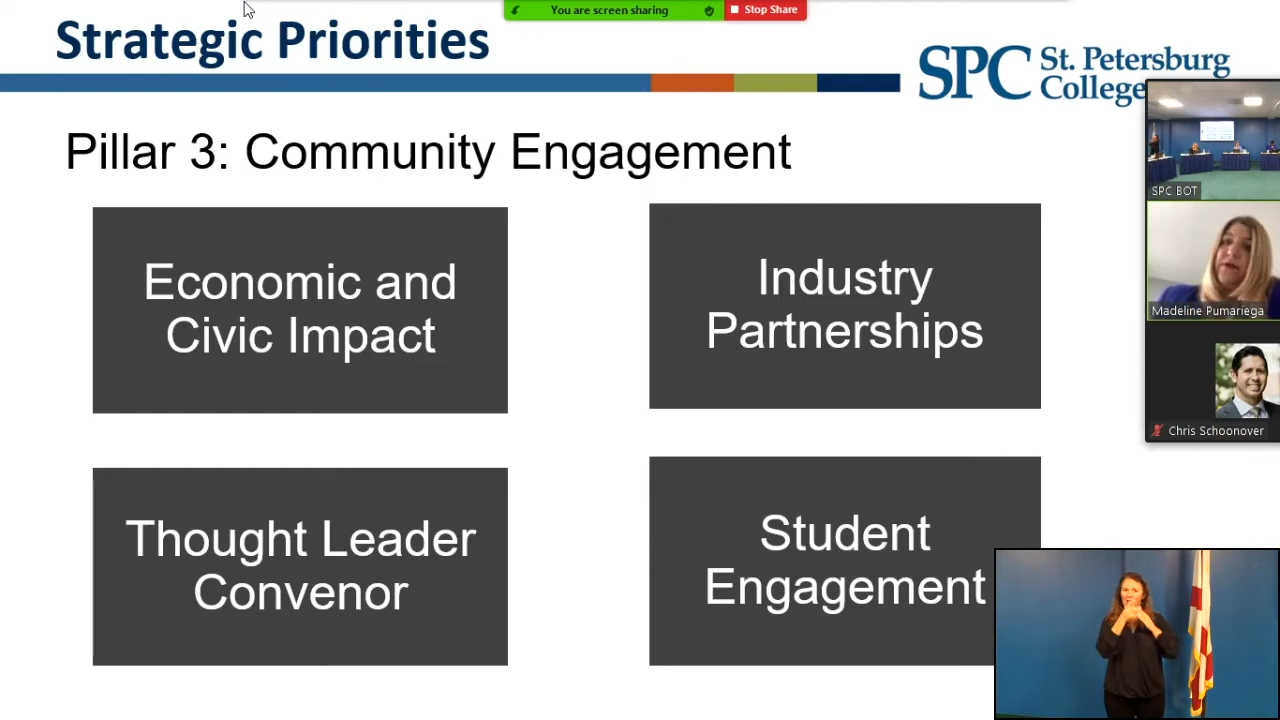 You are screen sharing
Stop Share
Strategic Priorities
SPC St. Petersburg
College
Pillar 3: Community Engagement
Economic and
Civic Impact
Industry
Partnerships
Thought Leader
Convenor
Student
Engagement
SPC BOT
Madeline Pumariega
Chris Schoonover